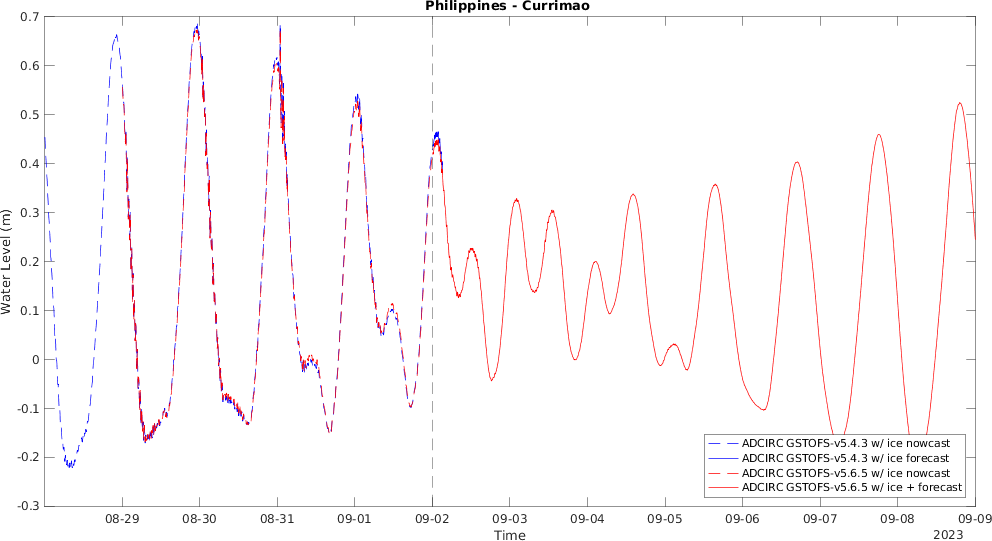 Philippines - Currimao
Water Level (m)
0.7
0.6
0.5
0.4
0.3
0.2
0.1
0
-0.1
-0.2
-0.3
ADCIRC GSTOFS-v5.4.3 w/ ice nowcast
ADCIRC GSTOFS-v5.4.3 w/ ice forecast
ADCIRC GSTOFS-v5.6.5 w/ ice nowcast
ADCIRC GSTOFS-v5.6.5 w/ ice + forecast
08-29 08-30 08-31 09-01 09-02 09-03 09-04 09-05 09-06 09-07 09-08 09-09
Time
2023